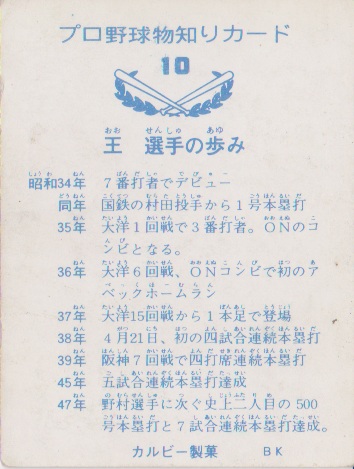 プロ野球物知りカード
10
王 選手の歩み
昭和34年 7番打者でデビュー
同年 国鉄の村田投手から1号本塁打
35年 大洋1回戦で3番打者。ONのコ
ンビとなる。
36年 大洋6回戦、ONコンビで初のア
ベックホームラン
37年 大洋15回戦から1本足で登場
38年 4月21日、初の四試合連続本塁打
39年 阪神7回戦で四打席連続本塁打
45年 五試合連続本塁打達成
47年 野村選手に次ぐ史上二人目の500
号本塁打と7試合連続本塁打達成。
カルビー製菓 BK